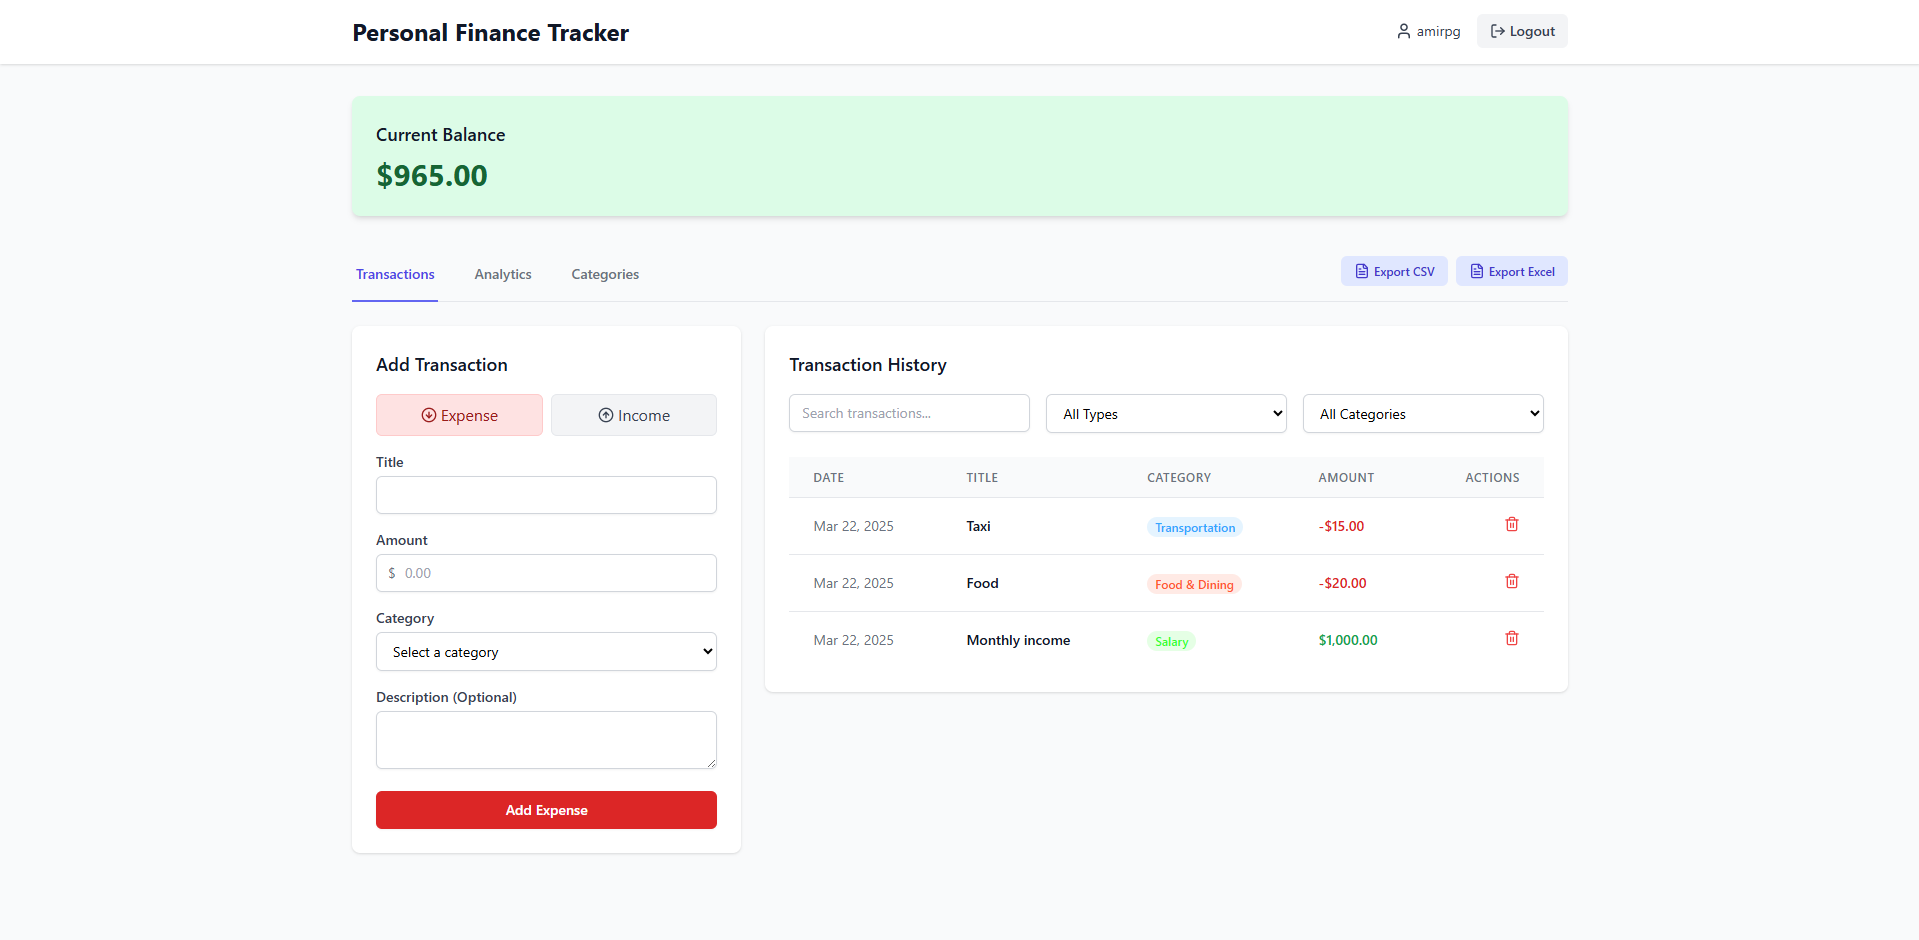 Personal Finance Tracker
amirpg
Logout
Current Balance
$965.00
Transactions
Analytics
Categories
Export CSV
Export Excel
Add Transaction
Expense
Income
Title
Amount
$ 0.00
Category
Select a category
Description (Optional)
Add Expense
Transaction History
Search transactions...
All Types
All Categories
DATE TITLE CATEGORY AMOUNT ACTIONS
Mar 22, 2025 Taxi Transportation -$15.00
Mar 22, 2025 Food Food & Dining -$20.00
Mar 22, 2025 Monthly income Salary $1,000.00